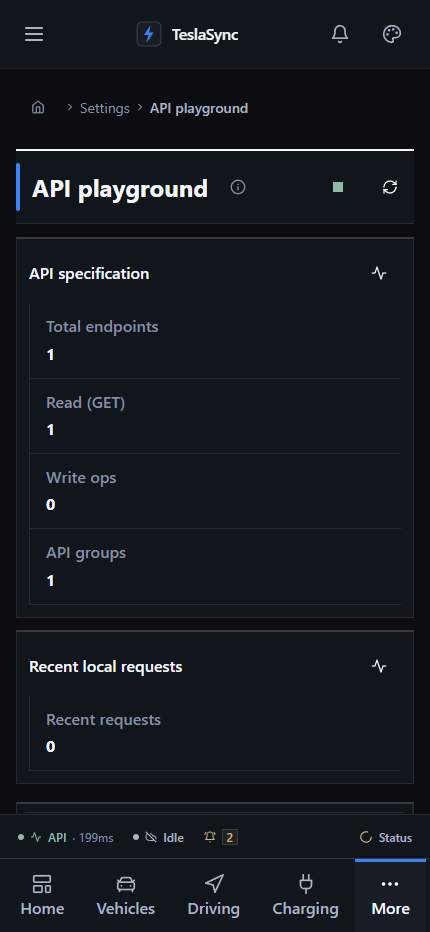 TeslaSync
Settings
API playground
API playground
API specification
Total endpoints
1
Read (GET)
1
Write ops
0
API groups
1
Recent local requests
Recent requests
0
API · 199ms
Idle
2
Status
Home
Vehicles
Driving
Charging
More